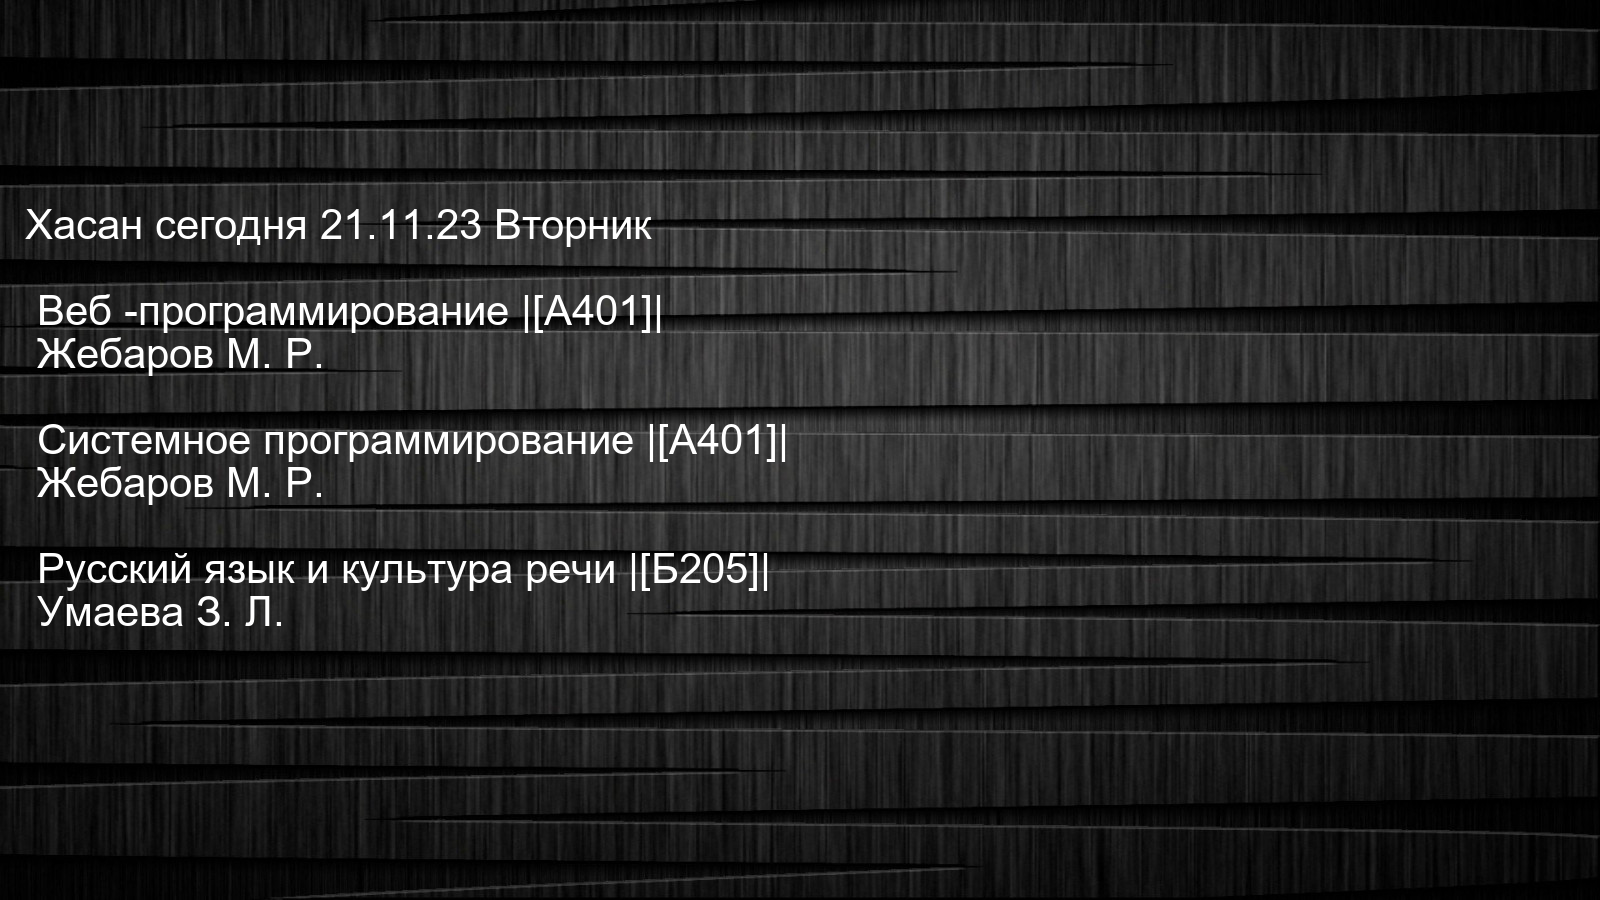 Хасан сегодня 21.11.23 Вторник
Веб -программирование |[А401]|
Жебаров М. Р.
Системное программирование |[А401]|
Жебаров М. Р.
Русский язык и культура речи |[Б205]|
Умаева З. Л.